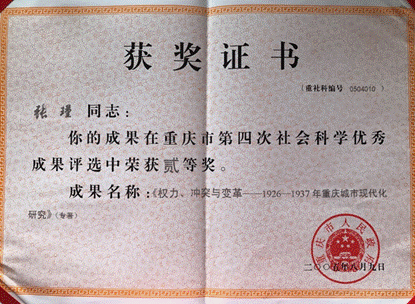 获奖证书
(重社科编号 0504010)
张瑾 同志：
你的成果在重庆市第四次社会科学优秀
成果评选中荣获贰等奖。
成果名称：《权力、冲突与变革——1926—1937年重庆城市现代化
研究》(专著)
重庆市人民政府
二〇〇五年八月九日